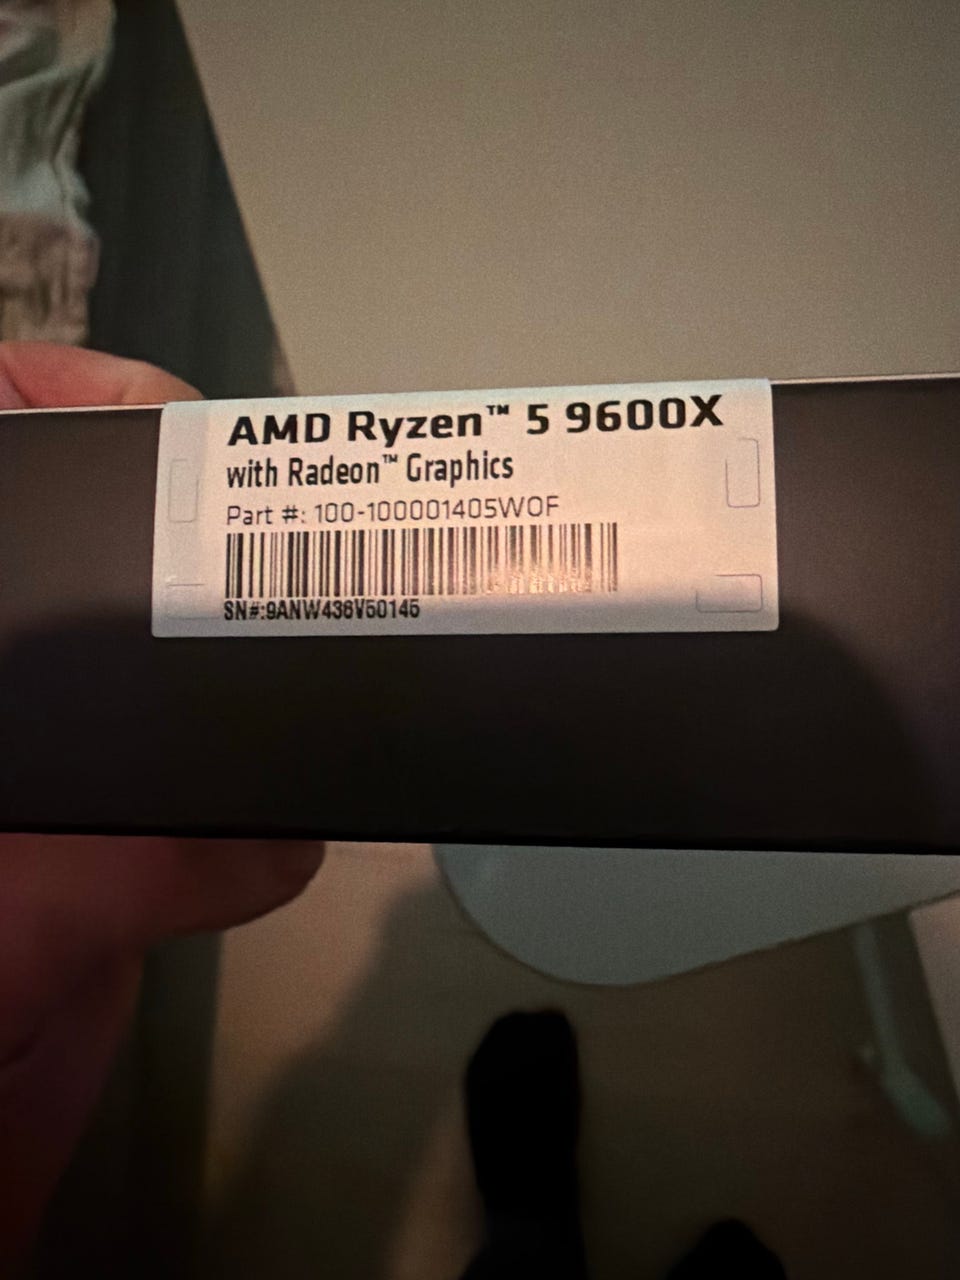 AMD Ryzen™ 5 9600X
with Radeon™ Graphics
Part #: 100-100001405WOF
SN#:9ANW436V50145